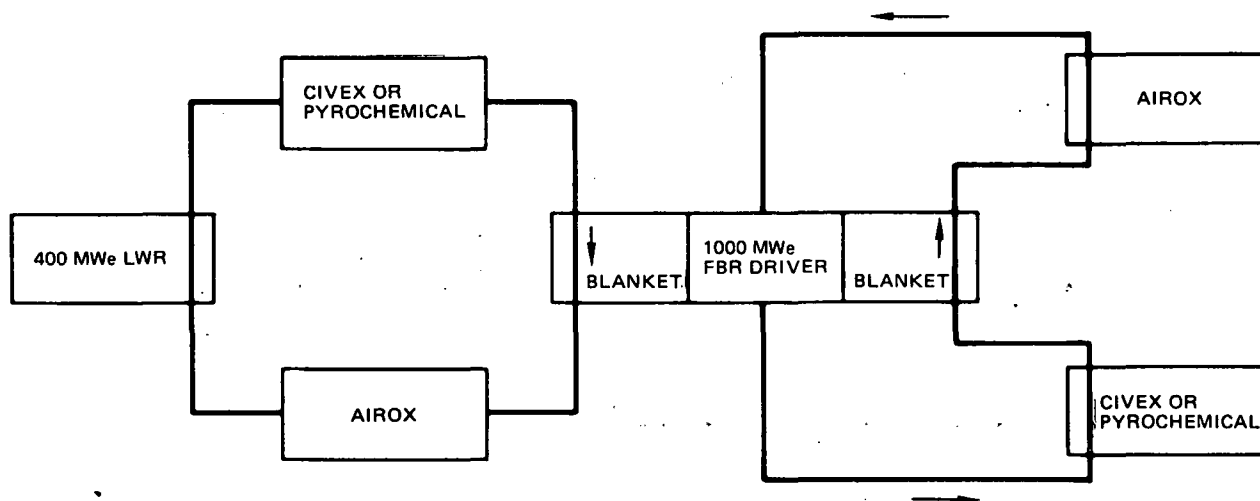 CIVEX OR
PYROCHEMICAL
AIROX
400 MWe LWR
BLANKET
1000 MWe
FBR DRIVER
BLANKET
AIROX
CIVEX OR
PYROCHEMICAL